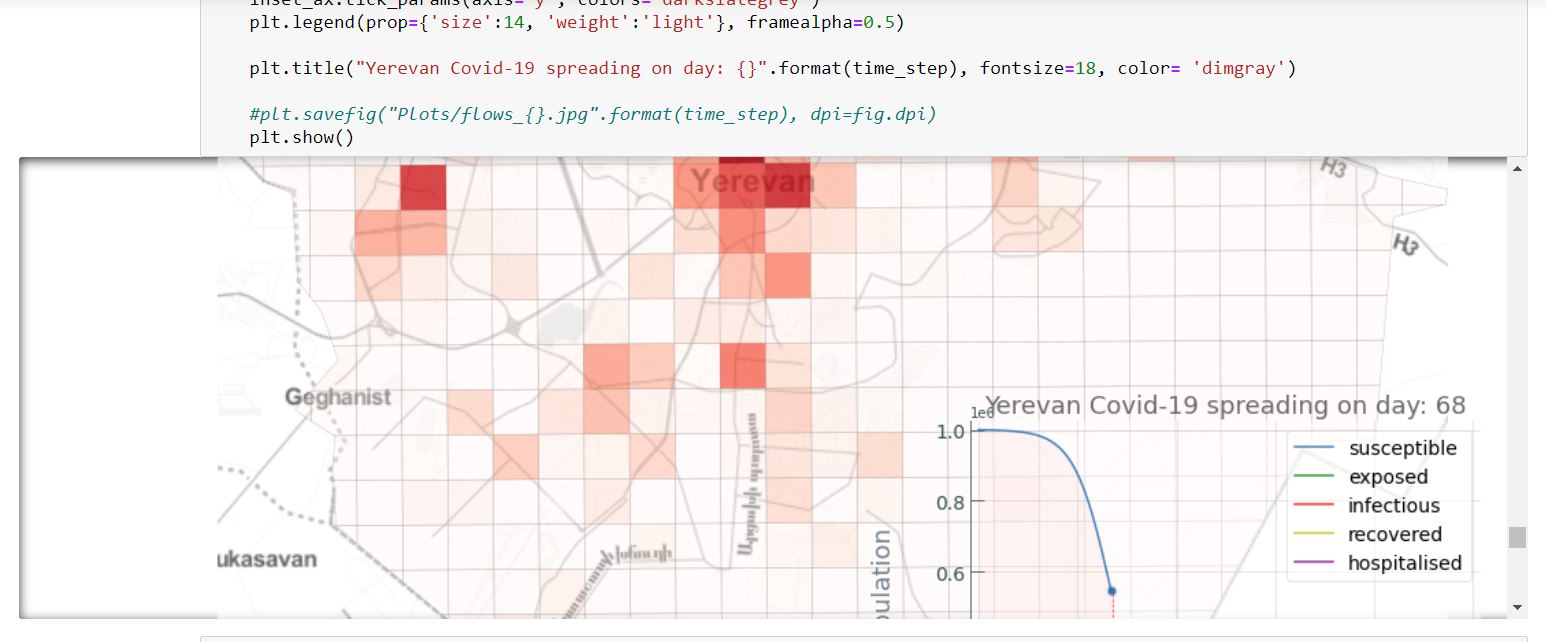 plt.legend(prop={'size':14, 'weight':'light'}, framealpha=0.5)
plt.title("Yerevan Covid-19 spreading on day: {}".format(time_step), fontsize=18, color= 'dimgray')
#plt.savefig("Plots/flows_{}.jpg".format(time_step), dpi=fig.dpi)
plt.show()
Yerevan
H3
H3
Geghanist
ukasavan
Yerevan Covid-19 spreading on day: 68
1e6
1.0
0.8
0.6
ulation
susceptible
exposed
infectious
recovered
hospitalised